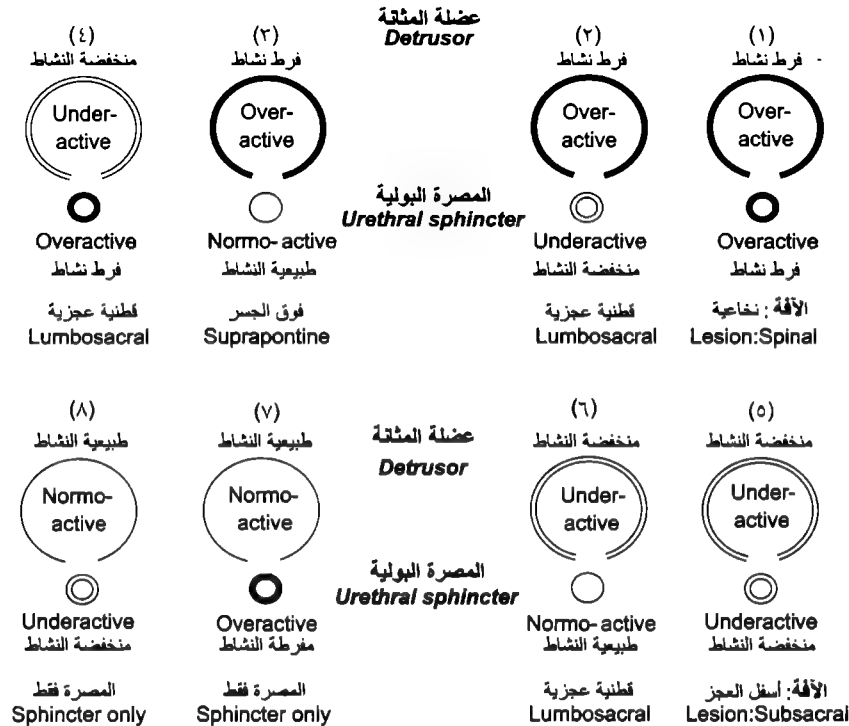 عضلة المثانة
Detrusor
(١)
فرط نشاط
Over-
active
Overactive
فرط نشاط
الآفة : نخاعية
Lesion:Spinal
(٢)
فرط نشاط
Over-
active
Underactive
منخفضة النشاط
قطنية عجزية
Lumbosacral
المصرة البولية
Urethral sphincter
(٣)
فرط نشاط
Over-
active
Normo- active
طبيعية النشاط
فوق الجسر
Suprapontine
(٤)
منخفضة النشاط
Under-
active
Overactive
فرط نشاط
قطنية عجزية
Lumbosacral
عضلة المثانة
Detrusor
(٥)
منخفضة النشاط
Under-
active
Underactive
منخفضة النشاط
الآفة: أسفل العجز
Lesion:Subsacral
(٦)
منخفضة النشاط
Under-
active
Normo- active
طبيعية النشاط
قطنية عجزية
Lumbosacral
المصرة البولية
Urethral sphincter
(٧)
طبيعية النشاط
Normo-
active
Overactive
مفرطة النشاط
المصرة فقط
Sphincter only
(٨)
طبيعية النشاط
Normo-
active
Underactive
منخفضة النشاط
المصرة فقط
Sphincter only